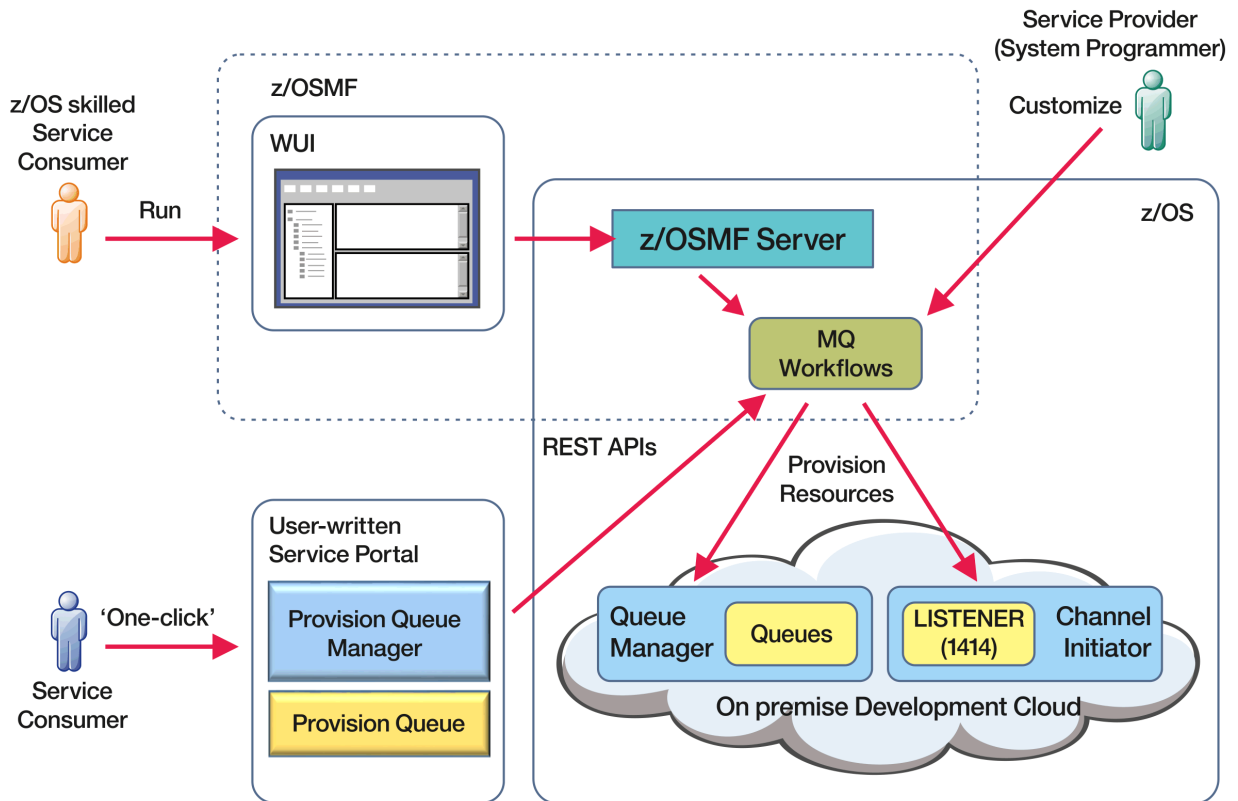 Service Provider
(System Programmer)
Customize
z/OSMF
z/OS skilled
Service
Consumer
WUI
Run
z/OS
z/OSMF Server
MQ
Workflows
REST APIs
Provision
Resources
User-written
Service Portal
'One-click'
Provision Queue
Manager
Provision Queue
Service
Consumer
Queue
Manager
Queues
LISTENER
(1414)
Channel
Initiator
On premise Development Cloud